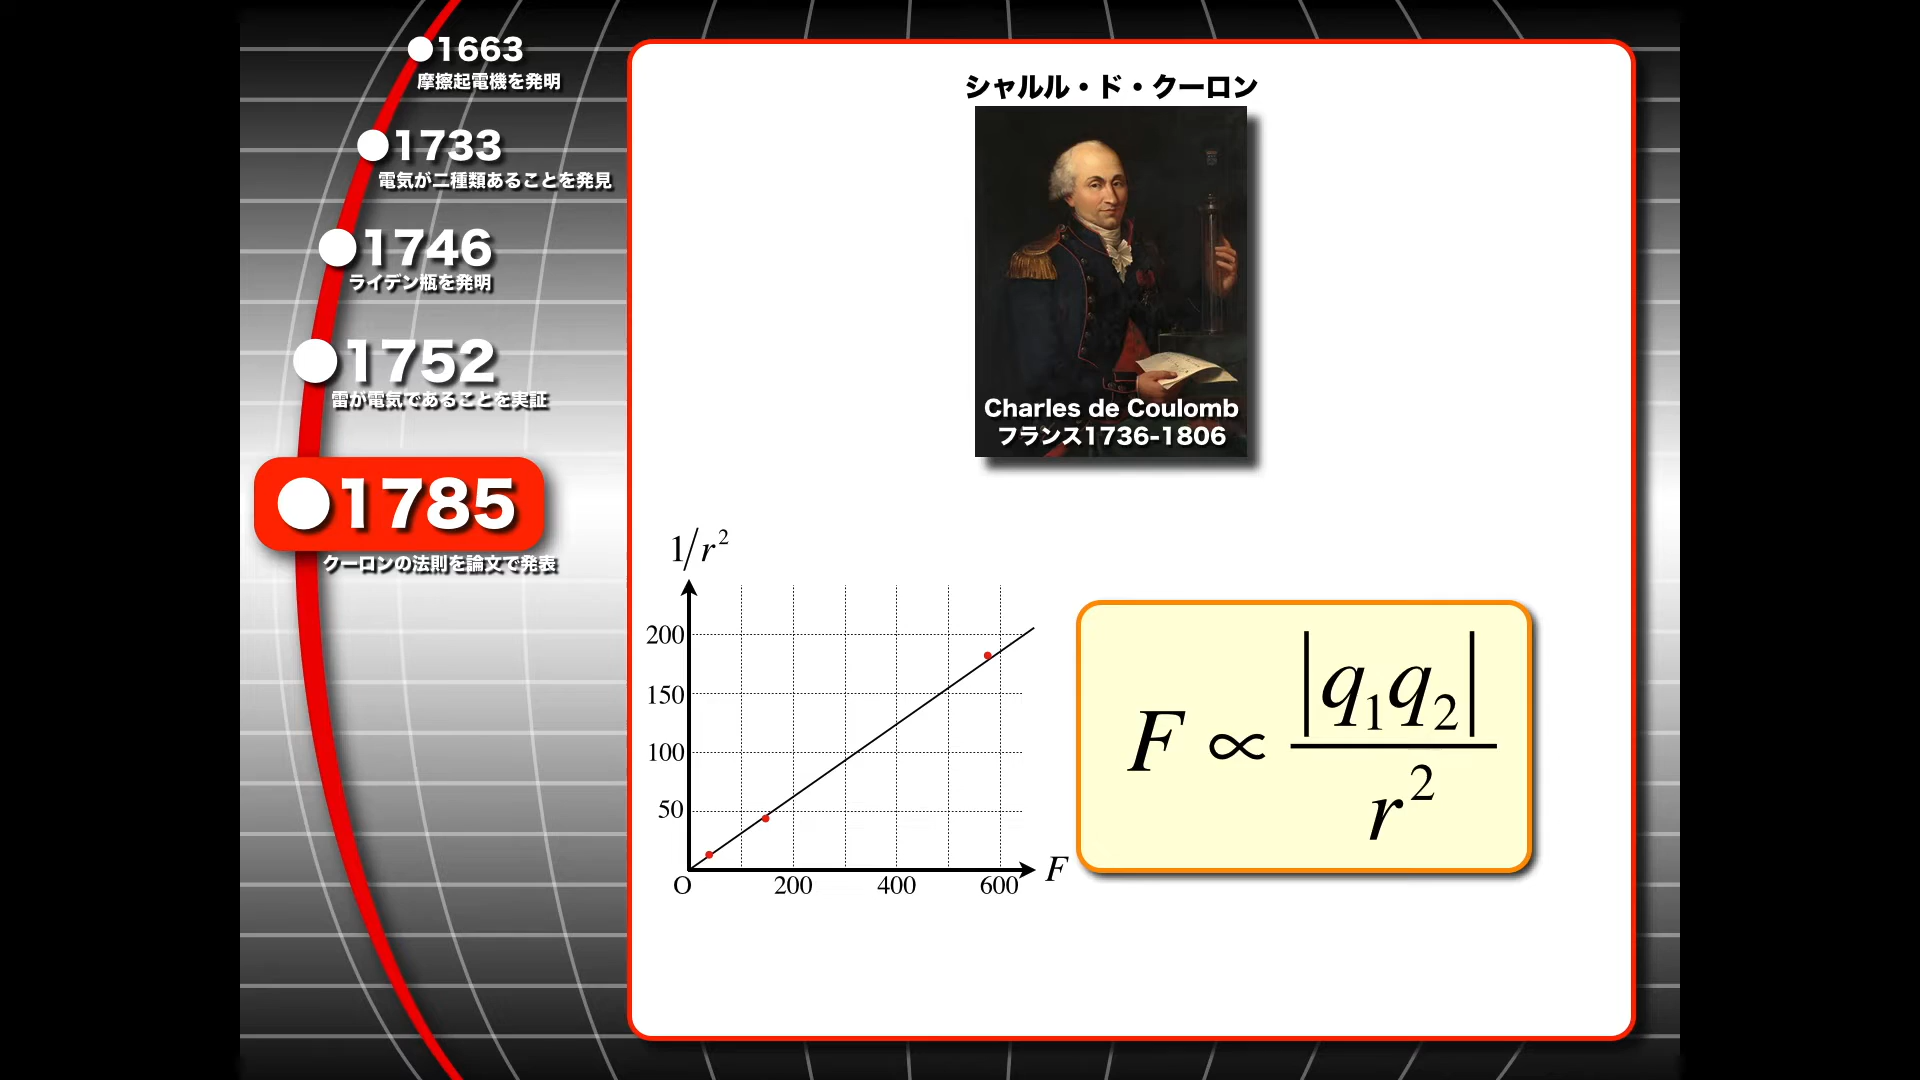 1663
摩擦起電機を発明
1733
電気が二種類あることを発見
1746
ライデン瓶を発明
1752
雷が電気であることを実証
1785
クーロンの法則を論文で発表
シャルル・ド・クーロン
Charles de Coulomb
フランス1736-1806
1/r²
200
150
100
50
O
200
400
600
F
F ∝ |q₁q₂| / r²